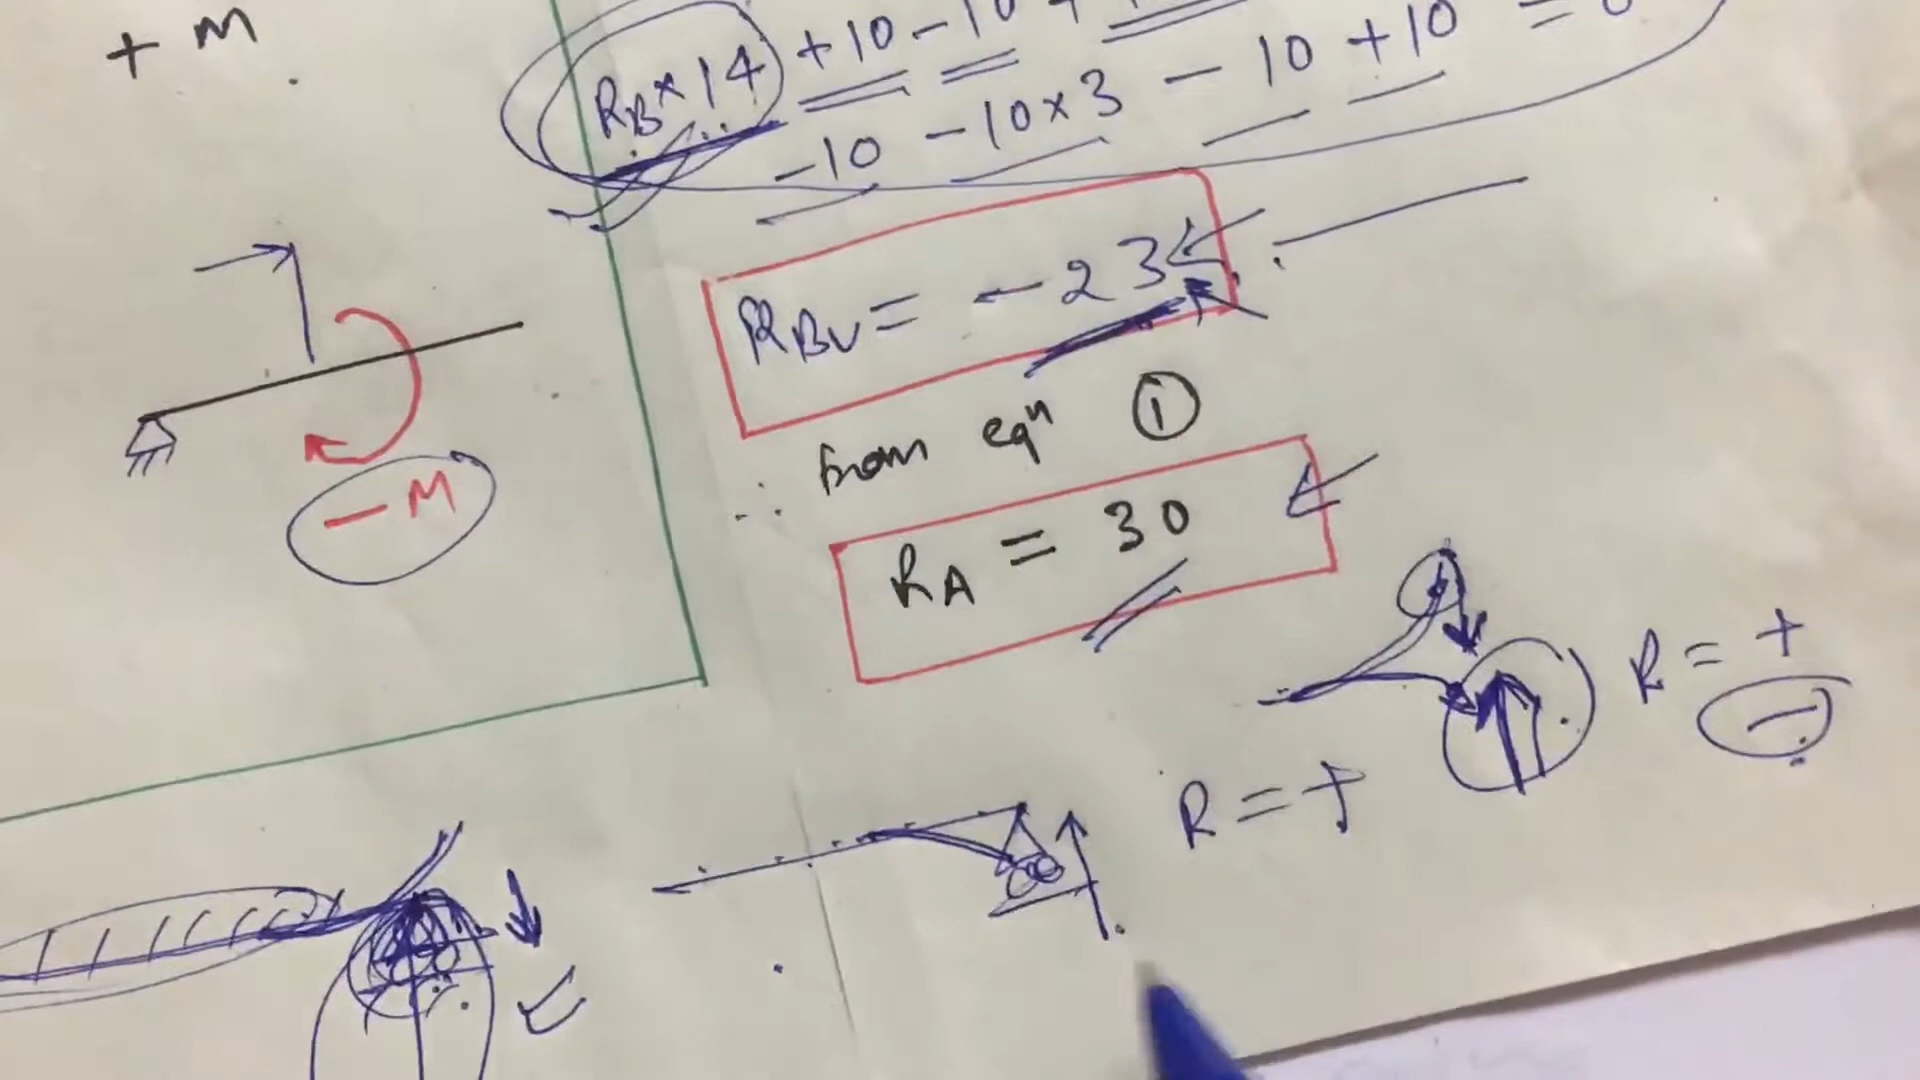 + M
RB×14 +10 -10 +
-10 -10×3 - 10 +10 = 0
RBV = -23
∴ from eqⁿ ①
RA = 30
- M
R = +
-
R = +